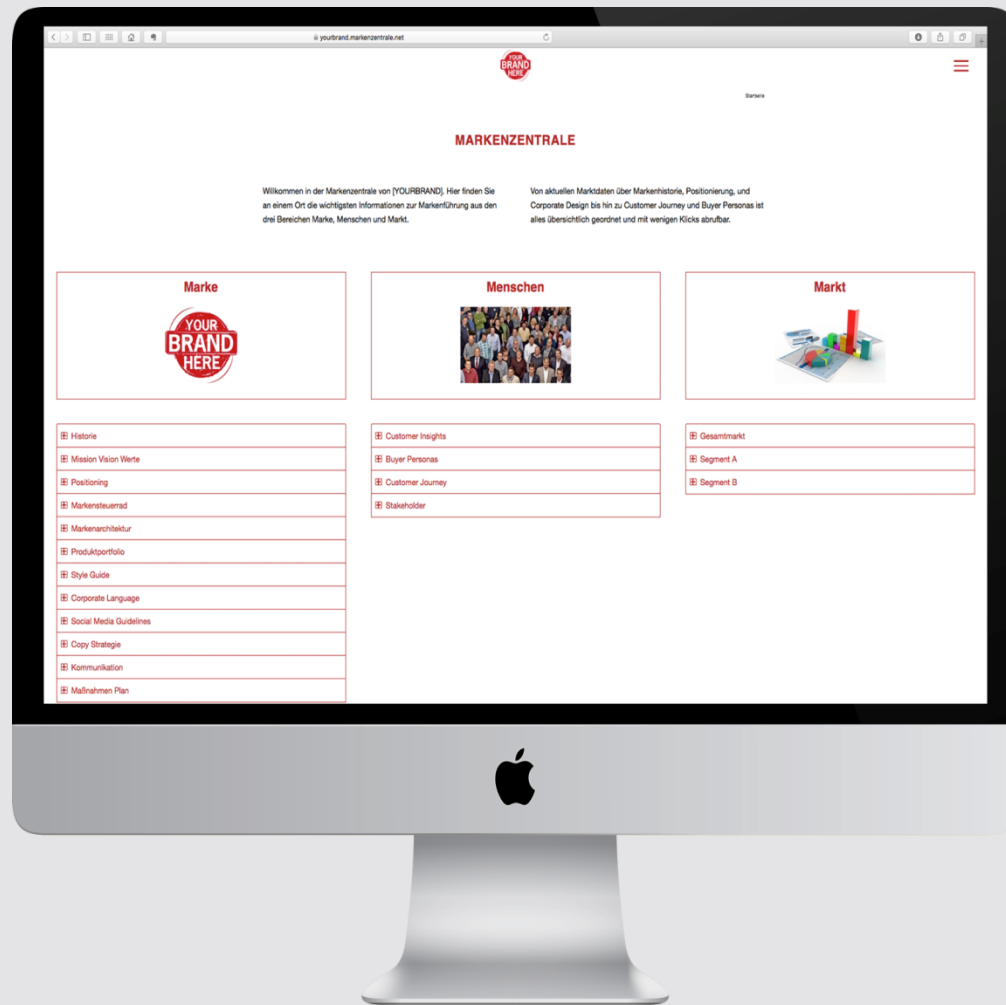 yourbrand.markenzentrale.net
YOUR
BRAND
HERE
Startseite
MARKENZENTRALE
Willkommen in der Markenzentrale von [YOURBRAND]. Hier finden Sie
an einem Ort die wichtigsten Informationen zur Markenführung aus den
drei Bereichen Marke, Menschen und Markt.
Von aktuellen Marktdaten über Markenhistorie, Positionierung, und
Corporate Design bis hin zu Customer Journey und Buyer Personas ist
alles übersichtlich geordnet und mit wenigen Klicks abrufbar.
Marke
YOUR
BRAND
HERE
Menschen
Markt
Historie
Mission Vision Werte
Positioning
Markensteuerrad
Markenarchitektur
Produktportfolio
Style Guide
Corporate Language
Social Media Guidelines
Copy Strategie
Kommunikation
Maßnahmen Plan
Customer Insights
Buyer Personas
Customer Journey
Stakeholder
Gesamtmarkt
Segment A
Segment B